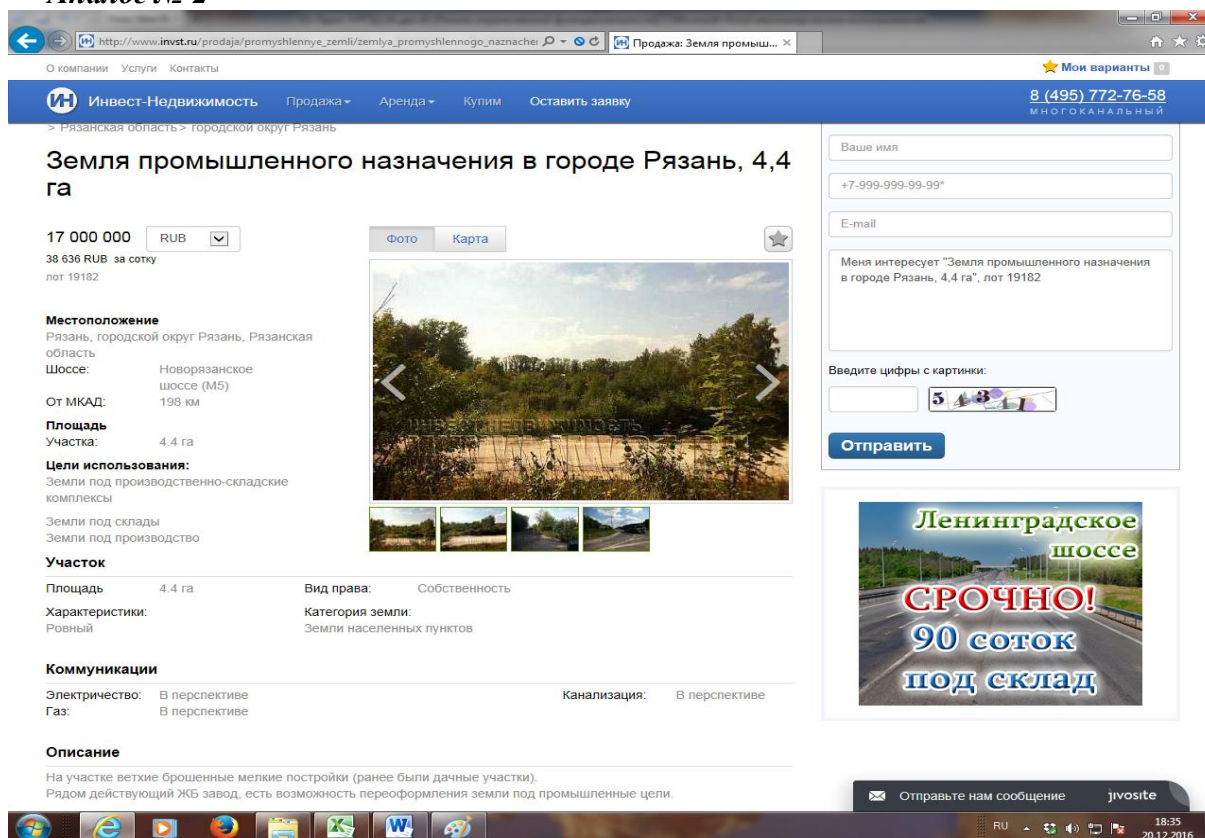 Аналог № 2
http://www.invst.ru/prodaja/promyshlennye_zemli/zemlya_promyshlennogo_naznache
Продажа: Земля промыш...
О компании Услуги Контакты
Мои варианты 0
ИН Инвест-Недвижимость Продажа Аренда Купим Оставить заявку
8 (495) 772-76-58
МНОГОКАНАЛЬНЫЙ
> Рязанская область > городской округ Рязань
Земля промышленного назначения в городе Рязань, 4,4
га
17 000 000 RUB
38 636 RUB за сотку
лот 19182
Фото Карта
Местоположение
Рязань, городской округ Рязань, Рязанская
область
Шоссе: Новорязанское
шоссе (М5)
От МКАД: 198 км
Площадь
Участка: 4.4 га
Цели использования:
Земли под производственно-складские
комплексы
Земли под склады
Земли под производство
ИНВЕСТ-НЕДВИЖИМОСТЬ
Участок
Площадь 4.4 га Вид права: Собственность
Характеристики: Категория земли:
Ровный Земли населенных пунктов
Коммуникации
Электричество: В перспективе Канализация: В перспективе
Газ: В перспективе
Описание
На участке ветхие брошенные мелкие постройки (ранее были дачные участки).
Рядом действующий ЖБ завод, есть возможность переоформления земли под промышленные цели.
Ваше имя
+7-999-999-99-99*
E-mail
Меня интересует "Земля промышленного назначения
в городе Рязань, 4,4 га", лот 19182
Введите цифры с картинки:
Отправить
Ленинградское
шоссе
СРОЧНО!
90 соток
под склад
Отправьте нам сообщение jivosite
RU 18:35
20.12.2016